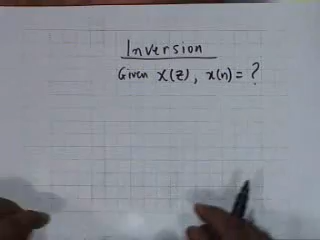 Inversion
Given X(z), x(n) = ?